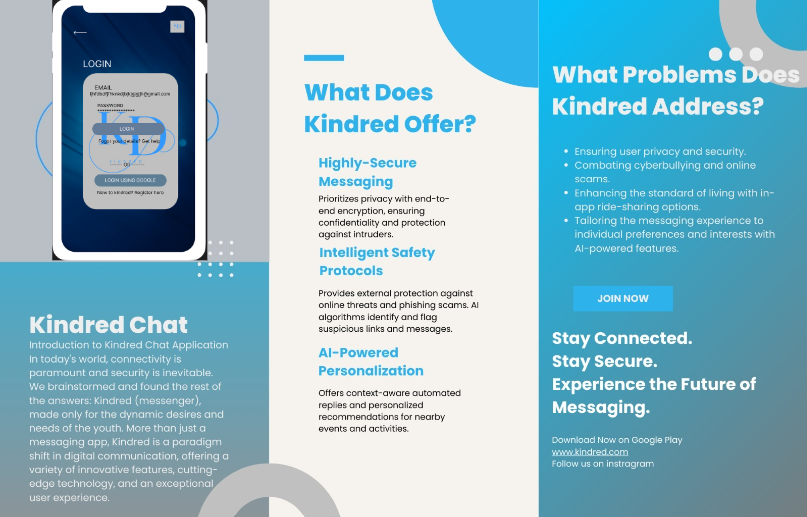 LOGIN
EMAIL
PASSWORD
LOGIN
Forgot your details? Get help
Or
LOGIN USING GOOGLE
New to Kindred? Register here
Kindred Chat
Introduction to Kindred Chat Application
In today's world, connectivity is
paramount and security is inevitable.
We brainstormed and found the rest of
the answers: Kindred (messenger),
made only for the dynamic desires and
needs of the youth. More than just a
messaging app, Kindred is a paradigm
shift in digital communication, offering a
variety of innovative features, cutting-
edge technology, and an exceptional
user experience.
What Does
Kindred Offer?
Highly-Secure
Messaging
Prioritizes privacy with end-to-
end encryption, ensuring
confidentiality and protection
against intruders.
Intelligent Safety
Protocols
Provides external protection against
online threats and phishing scams. AI
algorithms identify and flag
suspicious links and messages.
AI-Powered
Personalization
Offers context-aware automated
replies and personalized
recommendations for nearby
events and activities.
What Problems Does
Kindred Address?
• Ensuring user privacy and security.
• Combating cyberbullying and online
scams.
• Enhancing the standard of living with in-
app ride-sharing options.
• Tailoring the messaging experience to
individual preferences and interests with
AI-powered features.
JOIN NOW
Stay Connected.
Stay Secure.
Experience the Future of
Messaging.
Download Now on Google Play
www.kindred.com
Follow us on instragram